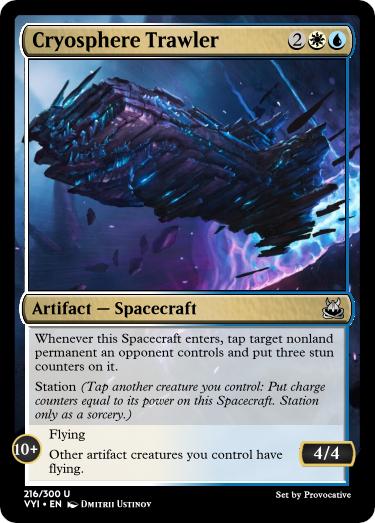 Cryosphere Trawler 2
Artifact — Spacecraft
Whenever this Spacecraft enters, tap target nonland
permanent an opponent controls and put three stun
counters on it.
Station (Tap another creature you control: Put charge
counters equal to its power on this Spacecraft. Station
only as a sorcery.)
10+
Flying
Other artifact creatures you control have
flying.
4/4
216/300 U
VYI • EN Dmitrii Ustinov
Set by Provocative